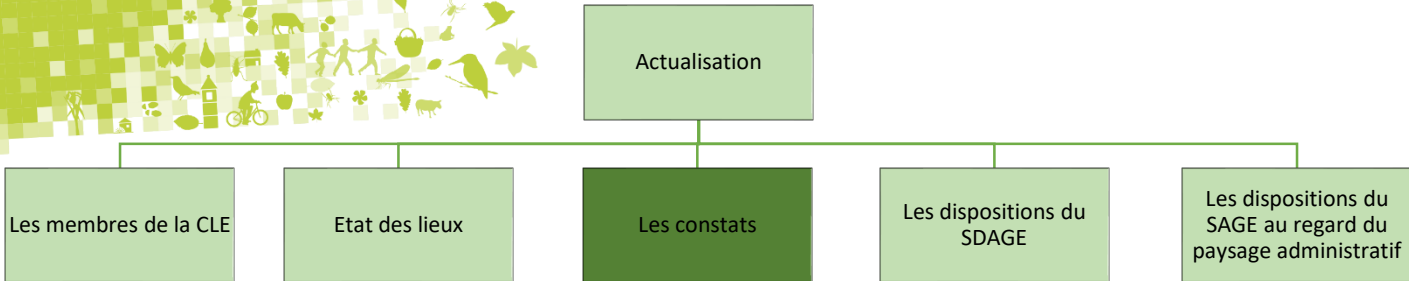 Actualisation
Les membres de la CLE
Etat des lieux
Les constats
Les dispositions du
SDAGE
Les dispositions du
SAGE au regard du
paysage administratif